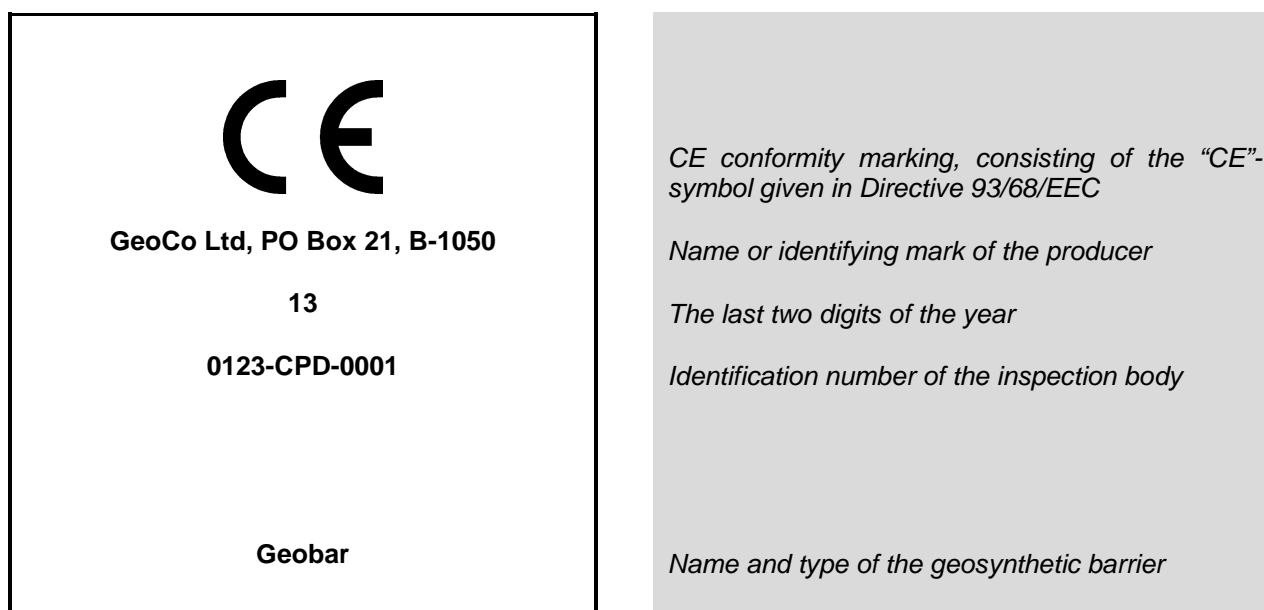 CE
GeoCo Ltd, PO Box 21, B-1050
13
0123-CPD-0001
Geobar
CE conformity marking, consisting of the “CE”-
symbol given in Directive 93/68/EEC
Name or identifying mark of the producer
The last two digits of the year
Identification number of the inspection body
Name and type of the geosynthetic barrier